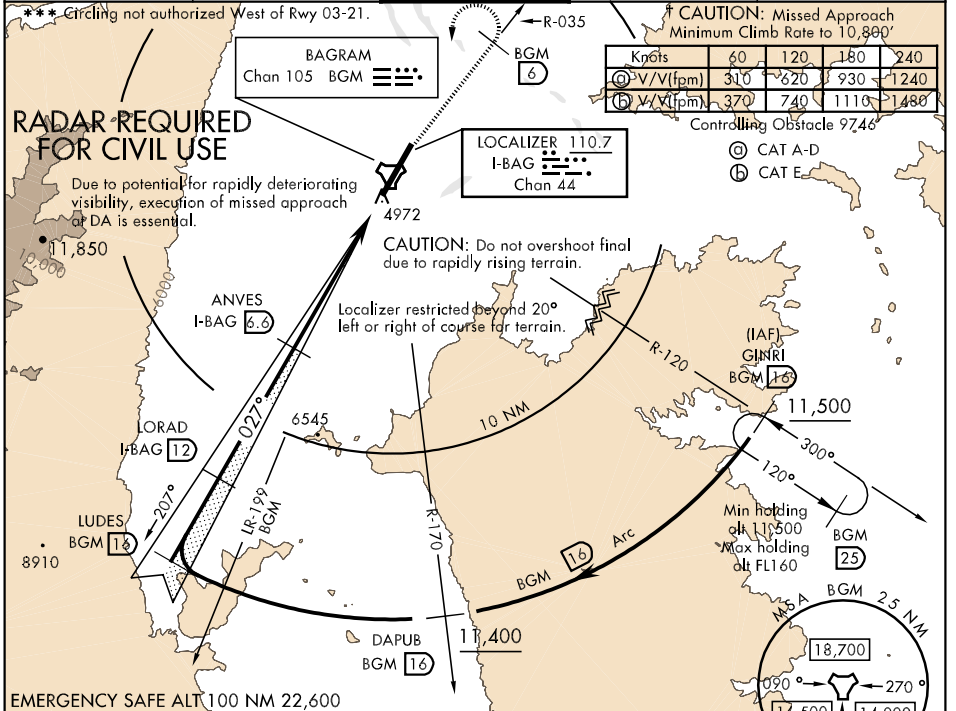 *** Circling not authorized West of Rwy 03-21.
BAGRAM
Chan 105 BGM
R-035
BGM
6
† CAUTION: Missed Approach
Minimum Climb Rate to 10,800'
Knots 60 120 180 240
ⓐ V/V(fpm) 310 620 930 1240
ⓑ V/V(fpm) 370 740 1110 1480
Controlling Obstacle 9746
ⓐ CAT A-D
ⓑ CAT E
RADAR REQUIRED
FOR CIVIL USE
Due to potential for rapidly deteriorating
visibility, execution of missed approach
at DA is essential.
LOCALIZER 110.7
I-BAG
Chan 44
4972
11,850
10,000
6000
CAUTION: Do not overshoot final
due to rapidly rising terrain.
ANVES
I-BAG 6.6
Localizer restricted beyond 20°
left or right of course for terrain.
R-120
(IAF)
GINRI
BGM 16
11,500
10 NM
6545
027°
LORAD
I-BAG 12
300°
120°
207°
LR-199
BGM
R-170
LUDES
BGM 16
8910
Min holding
alt 11,500
Max holding
alt FL160
BGM
25
BGM 16 Arc
DAPUB
BGM 16
11,400
MSA BGM 25 NM
18,700
090° 270°
EMERGENCY SAFE ALT 100 NM 22,600